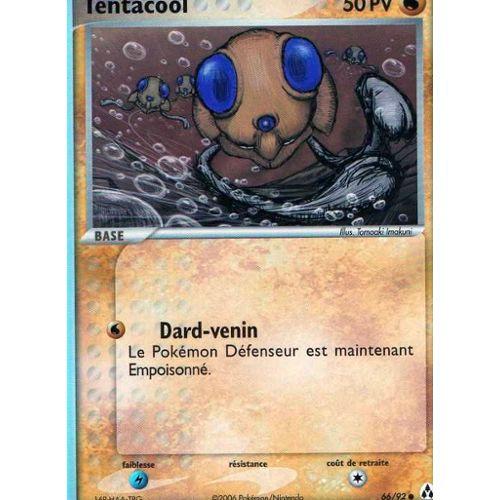 Tentacool 50 PV
BASE
Illus. Tomoaki Imakuni
Dard-venin
Le Pokémon Défenseur est maintenant
Empoisonné.
faiblesse résistance coût de retraite
©2006 Pokémon/Nintendo 66/92